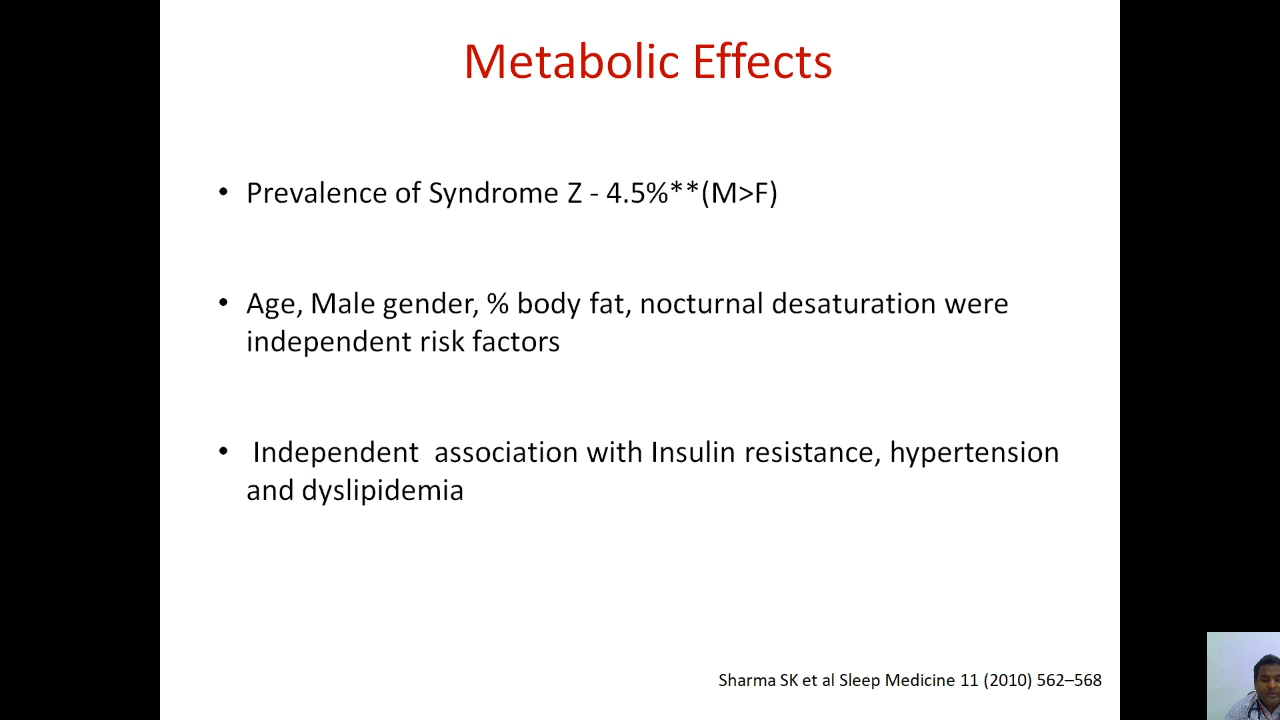 Metabolic Effects
• Prevalence of Syndrome Z - 4.5%**(M>F)
• Age, Male gender, % body fat, nocturnal desaturation were
independent risk factors
• Independent  association with Insulin resistance, hypertension
and dyslipidemia
Sharma SK et al Sleep Medicine 11 (2010) 562–568